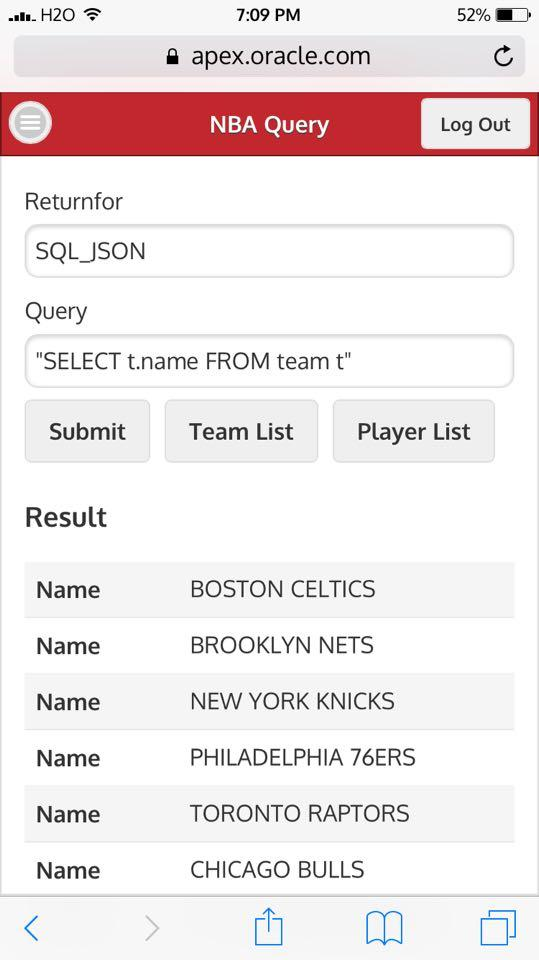 H2O 7:09 PM 52%
apex.oracle.com
NBA Query Log Out
Returnfor
SQL_JSON
Query
"SELECT t.name FROM team t"
Submit Team List Player List
Result
Name BOSTON CELTICS
Name BROOKLYN NETS
Name NEW YORK KNICKS
Name PHILADELPHIA 76ERS
Name TORONTO RAPTORS
Name CHICAGO BULLS